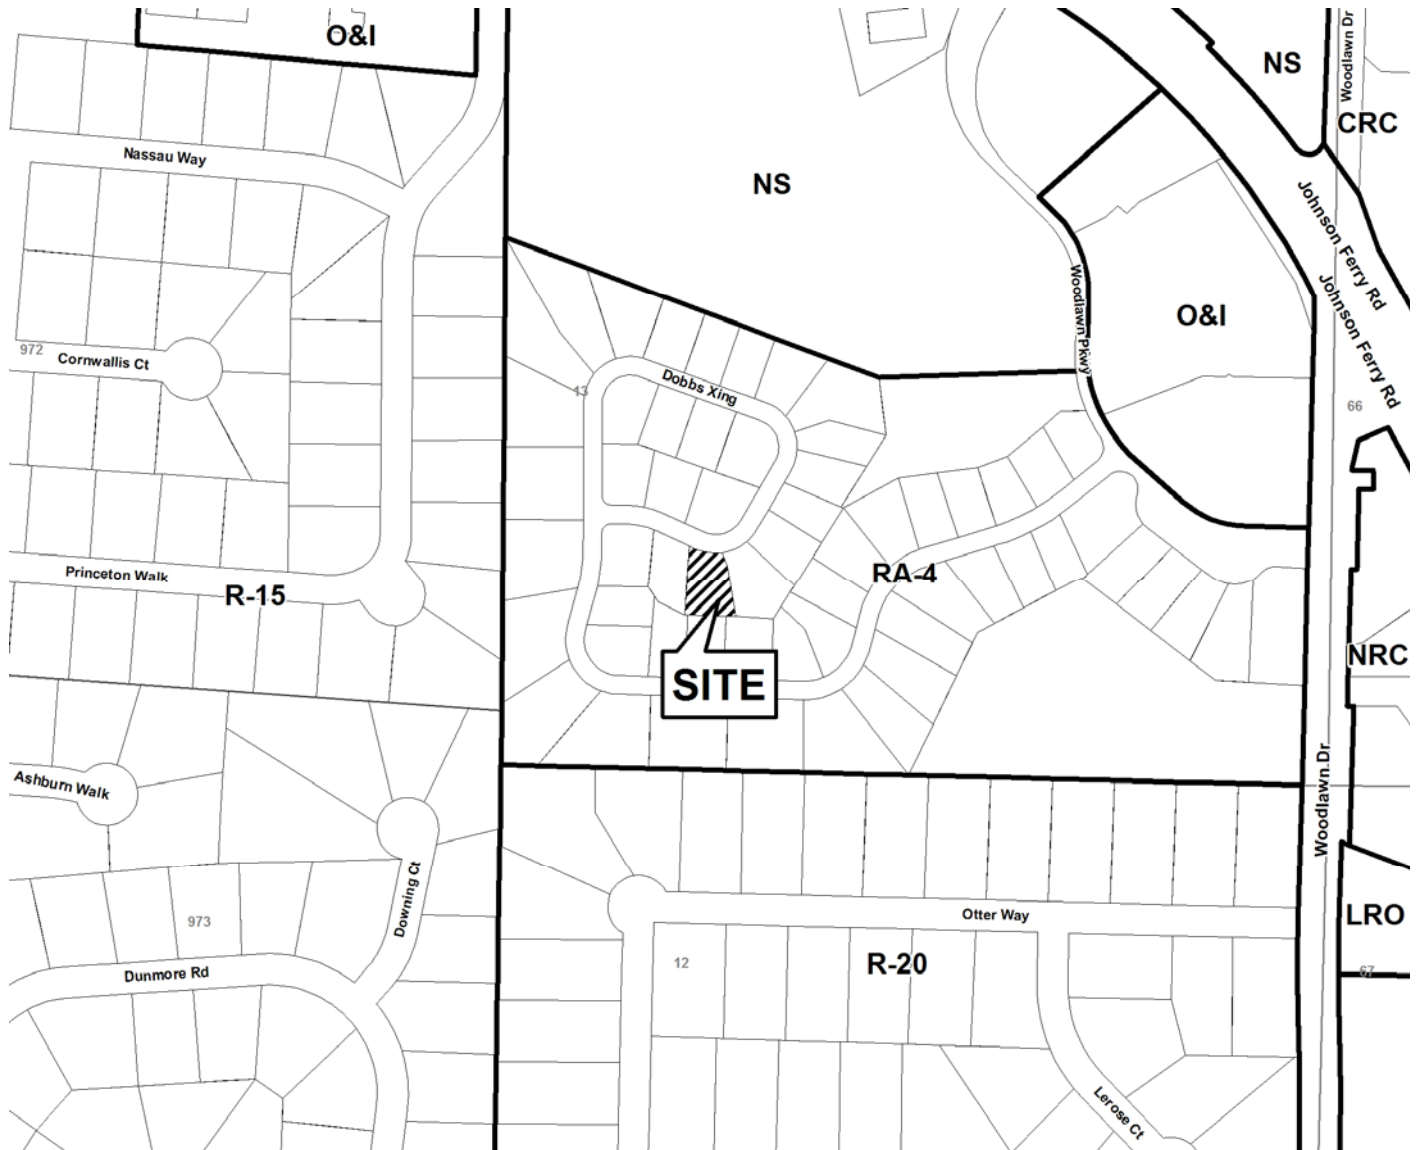 O&I
NS
Woodlawn Dr
CRC
Nassau Way
NS
Johnson Ferry Rd
Woodlawn Pkwy
O&I
Johnson Ferry Rd
972
Cornwallis Ct
13
Dobbs Xing
66
Princeton Walk
R-15
RA-4
NRC
SITE
Ashburn Walk
Woodlawn Dr
Downing Ct
973
Otter Way
LRO
Dunmore Rd
12
R-20
67
Lerose Ct